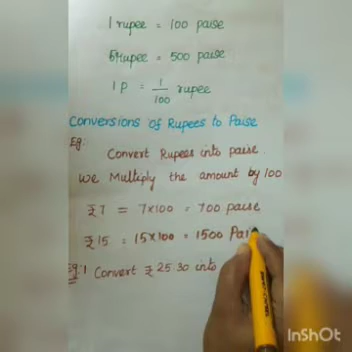 1 rupee = 100 paise
5 rupee = 500 paise
1 P = 1/100 rupee
Conversions of Rupees to Paise
Eg:
Convert Rupees into paise.
We Multiply the amount by 100
₹7 = 7×100 = 700 paise
₹15 = 15×100 = 1500 Pai
Eg:1 Convert ₹25.30 into
InShOt